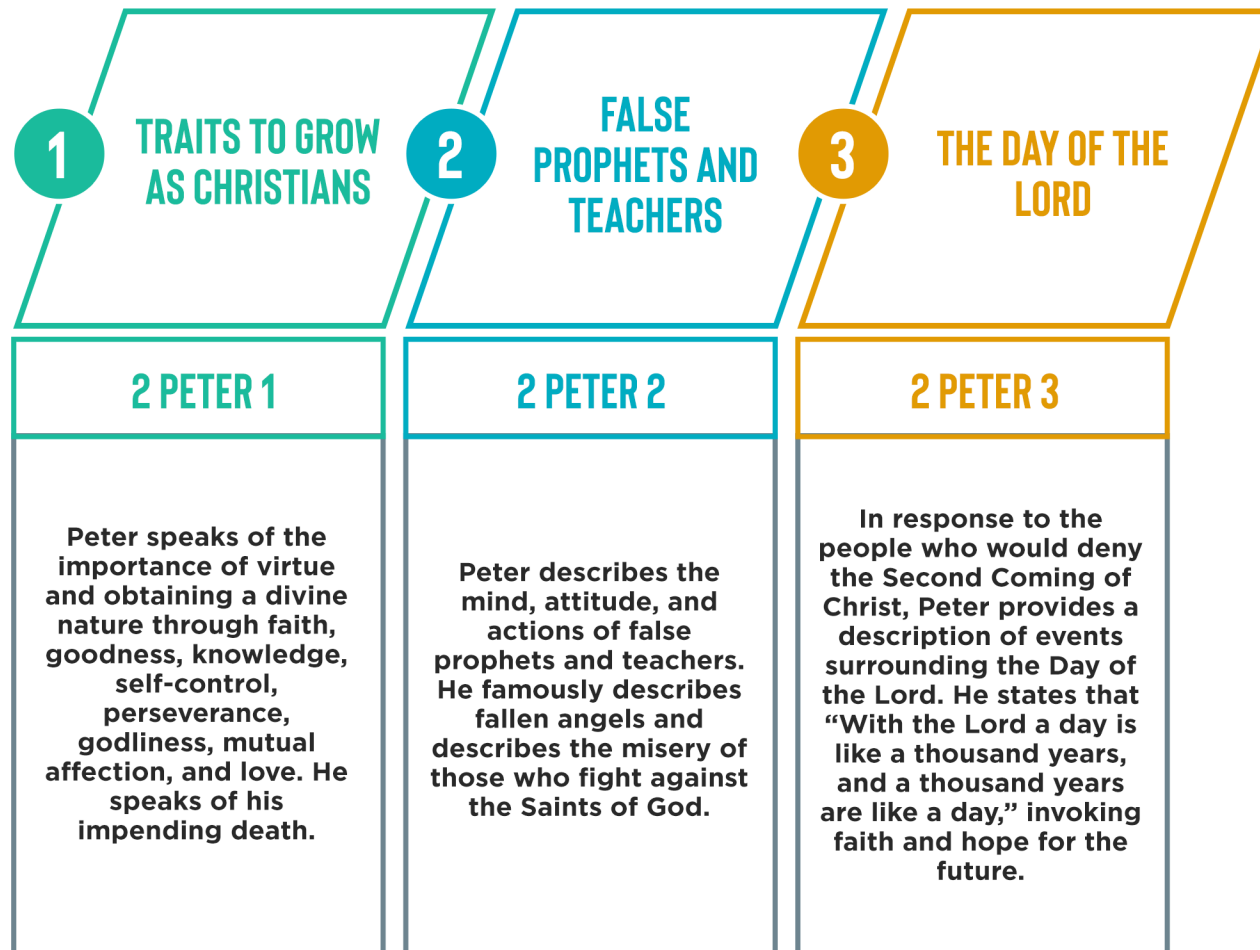 1
TRAITS TO GROW
AS CHRISTIANS
2
FALSE
PROPHETS AND
TEACHERS
3
THE DAY OF THE
LORD
2 PETER 1
Peter speaks of the
importance of virtue
and obtaining a divine
nature through faith,
goodness, knowledge,
self-control,
perseverance,
godliness, mutual
affection, and love. He
speaks of his
impending death.
2 PETER 2
Peter describes the
mind, attitude, and
actions of false
prophets and teachers.
He famously describes
fallen angels and
describes the misery of
those who fight against
the Saints of God.
2 PETER 3
In response to the
people who would deny
the Second Coming of
Christ, Peter provides a
description of events
surrounding the Day of
the Lord. He states that
“With the Lord a day is
like a thousand years,
and a thousand years
are like a day,” invoking
faith and hope for the
future.